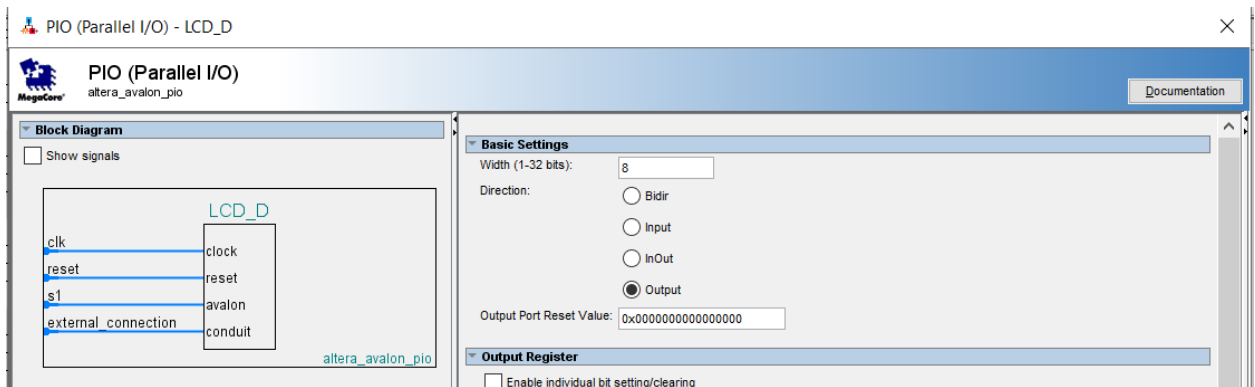 PIO (Parallel I/O) - LCD_D
PIO (Parallel I/O)
altera_avalon_pio
MegaCore'
Documentation
Block Diagram
Show signals
LCD_D
clk
clock
reset
reset
s1
avalon
external_connection
conduit
altera_avalon_pio
Basic Settings
Width (1-32 bits): 8
Direction:
Bidir
Input
InOut
Output
Output Port Reset Value: 0x0000000000000000
Output Register
Enable individual bit setting/clearing